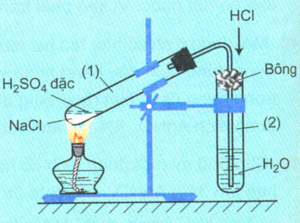 HCl
(1)
H₂SO₄ đặc
Bông
NaCl
(2)
H₂O